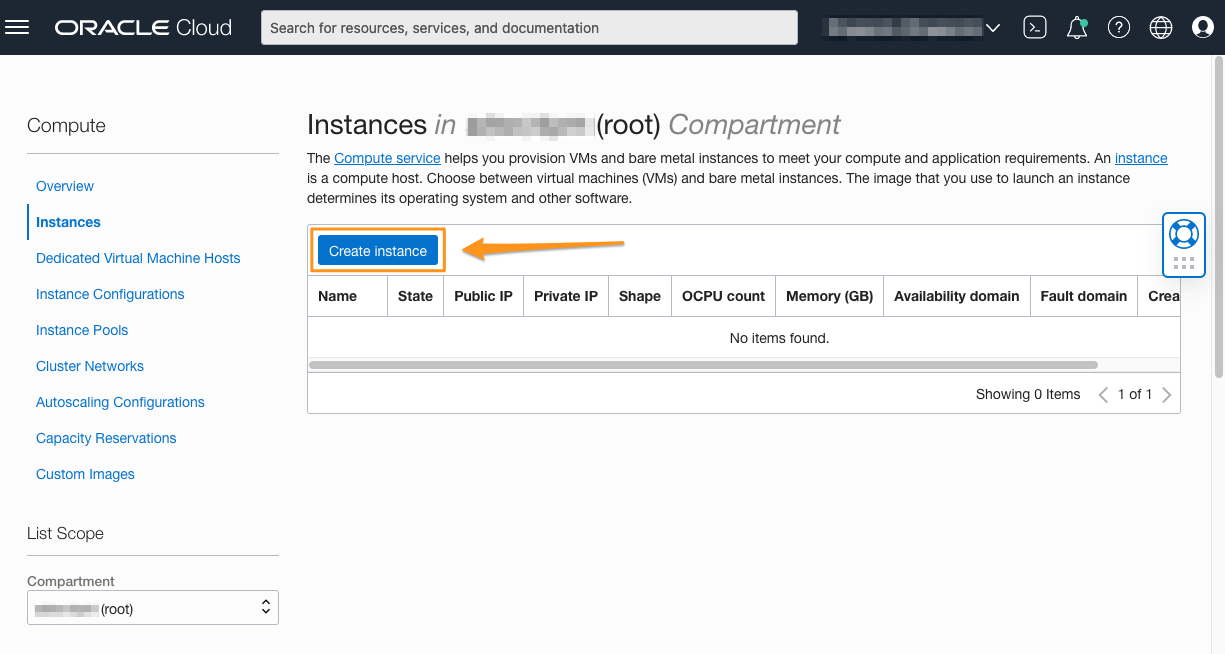 ORACLE Cloud
Search for resources, services, and documentation
Compute
Overview
Instances
Dedicated Virtual Machine Hosts
Instance Configurations
Instance Pools
Cluster Networks
Autoscaling Configurations
Capacity Reservations
Custom Images
List Scope
Compartment
(root)
Instances in (root) Compartment
The Compute service helps you provision VMs and bare metal instances to meet your compute and application requirements. An instance
is a compute host. Choose between virtual machines (VMs) and bare metal instances. The image that you use to launch an instance
determines its operating system and other software.
Create instance
Name State Public IP Private IP Shape OCPU count Memory (GB) Availability domain Fault domain Crea
No items found.
Showing 0 Items 1 of 1